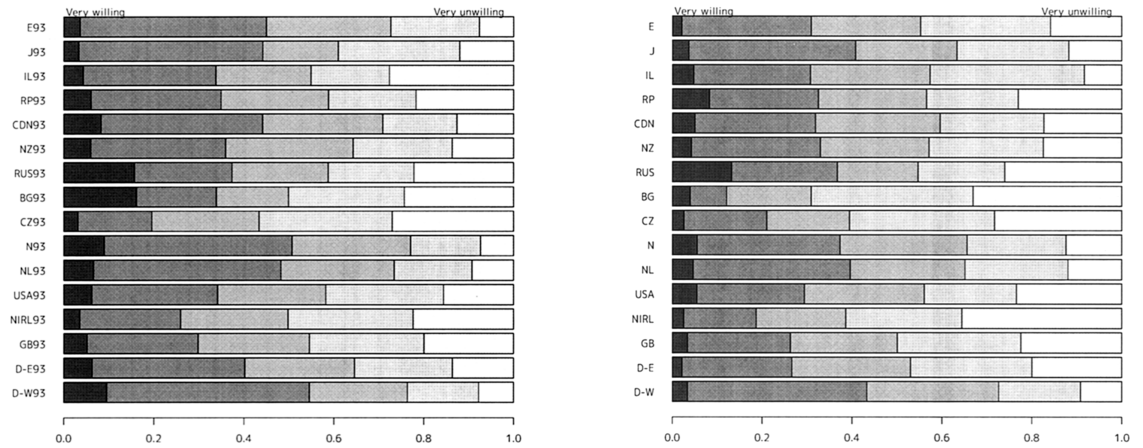 Very willing Very unwilling
E93
J93
IL93
RP93
CDN93
NZ93
RUS93
BG93
CZ93
N93
NL93
USA93
NIRL93
GB93
D-E93
D-W93
0.0 0.2 0.4 0.6 0.8 1.0
Very willing Very unwilling
E
J
IL
RP
CDN
NZ
RUS
BG
CZ
N
NL
USA
NIRL
GB
D-E
D-W
0.0 0.2 0.4 0.6 0.8 1.0